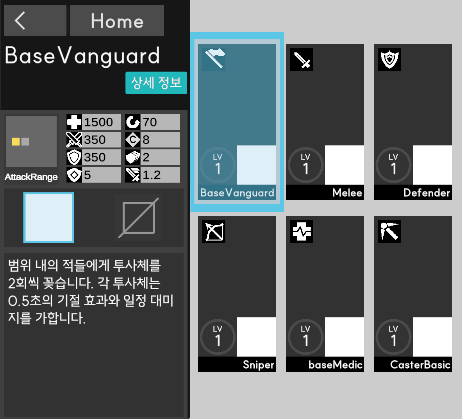 Home
BaseVanguard
상세 정보
AttackRange
1500
70
350
8
350
2
5
1.2
범위 내의 적들에게 투사체를
2회씩 꽂습니다. 각 투사체는
0.5초의 기절 효과와 일정 대미
지를 가합니다.
LV
1
BaseVanguard
LV
1
Melee
LV
1
Defender
LV
1
Sniper
LV
1
baseMedic
LV
1
CasterBasic